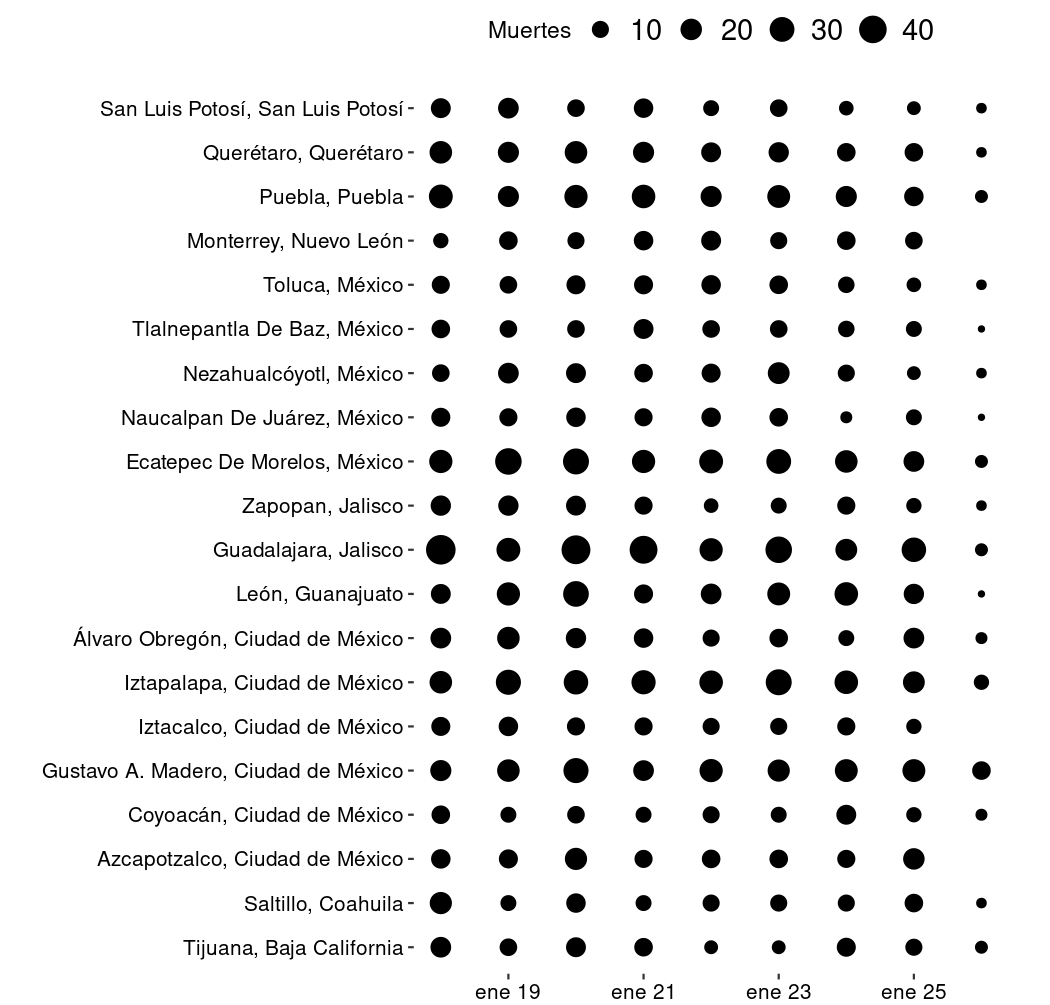 Muertes 10 20 30 40
San Luis Potosí, San Luis Potosí
Querétaro, Querétaro
Puebla, Puebla
Monterrey, Nuevo León
Toluca, México
Tlalnepantla De Baz, México
Nezahualcóyotl, México
Naucalpan De Juárez, México
Ecatepec De Morelos, México
Zapopan, Jalisco
Guadalajara, Jalisco
León, Guanajuato
Álvaro Obregón, Ciudad de México
Iztapalapa, Ciudad de México
Iztacalco, Ciudad de México
Gustavo A. Madero, Ciudad de México
Coyoacán, Ciudad de México
Azcapotzalco, Ciudad de México
Saltillo, Coahuila
Tijuana, Baja California
ene 19 ene 21 ene 23 ene 25